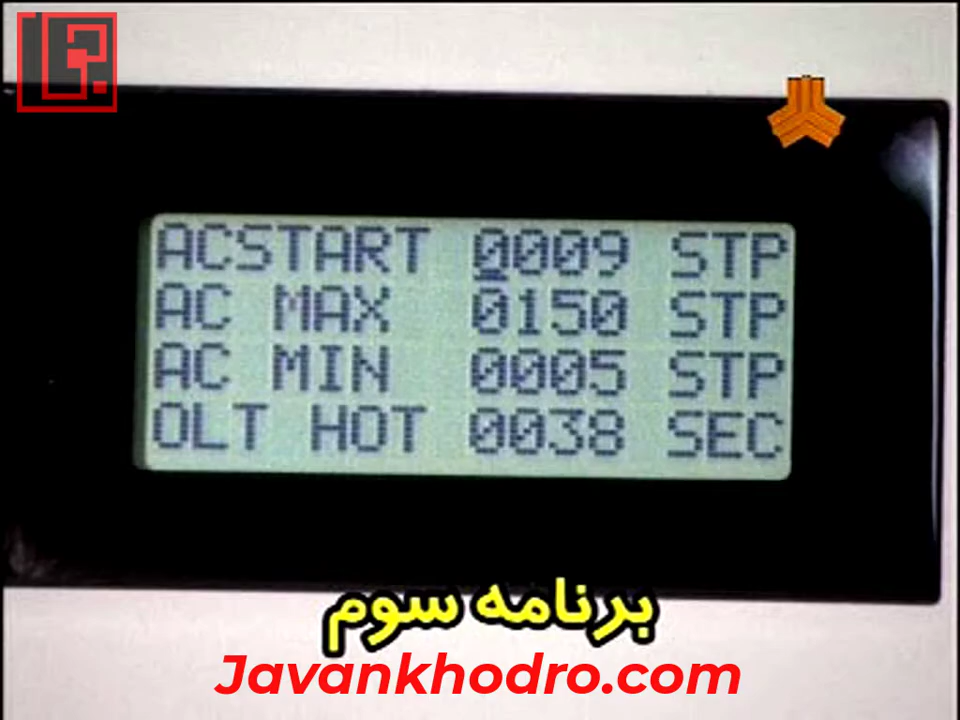 ACSTART 0009 STP
AC MAX 0150 STP
AC MIN 0005 STP
OLT HOT 0038 SEC
برنامه سوم
Javankhodro.com